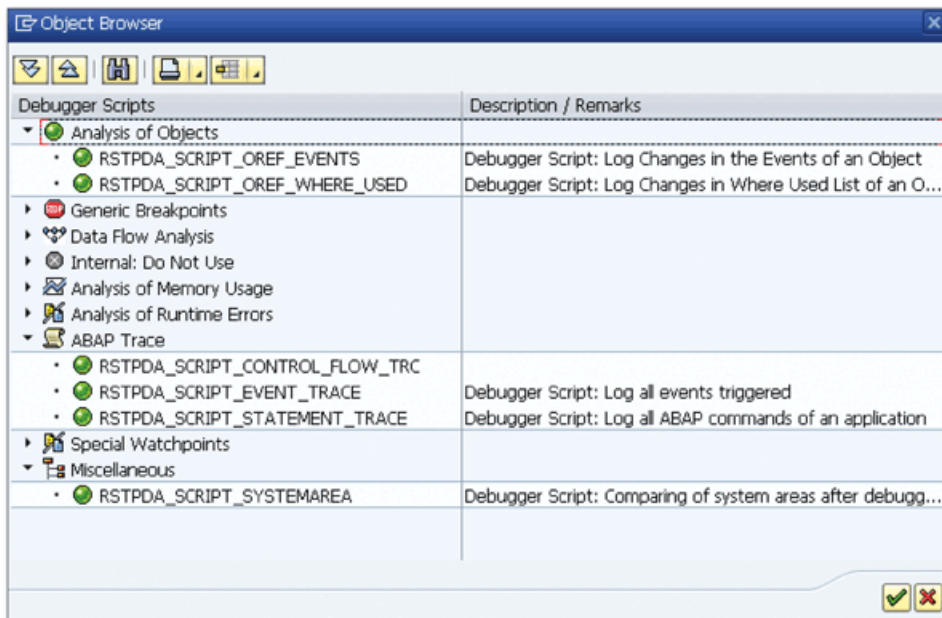 Object Browser
Debugger Scripts Description / Remarks
Analysis of Objects
RSTPDA_SCRIPT_OREF_EVENTS Debugger Script: Log Changes in the Events of an Object
RSTPDA_SCRIPT_OREF_WHERE_USED Debugger Script: Log Changes in Where Used List of an O...
Generic Breakpoints
Data Flow Analysis
Internal: Do Not Use
Analysis of Memory Usage
Analysis of Runtime Errors
ABAP Trace
RSTPDA_SCRIPT_CONTROL_FLOW_TRC
RSTPDA_SCRIPT_EVENT_TRACE Debugger Script: Log all events triggered
RSTPDA_SCRIPT_STATEMENT_TRACE Debugger Script: Log all ABAP commands of an application
Special Watchpoints
Miscellaneous
RSTPDA_SCRIPT_SYSTEMAREA Debugger Script: Comparing of system areas after debugg...